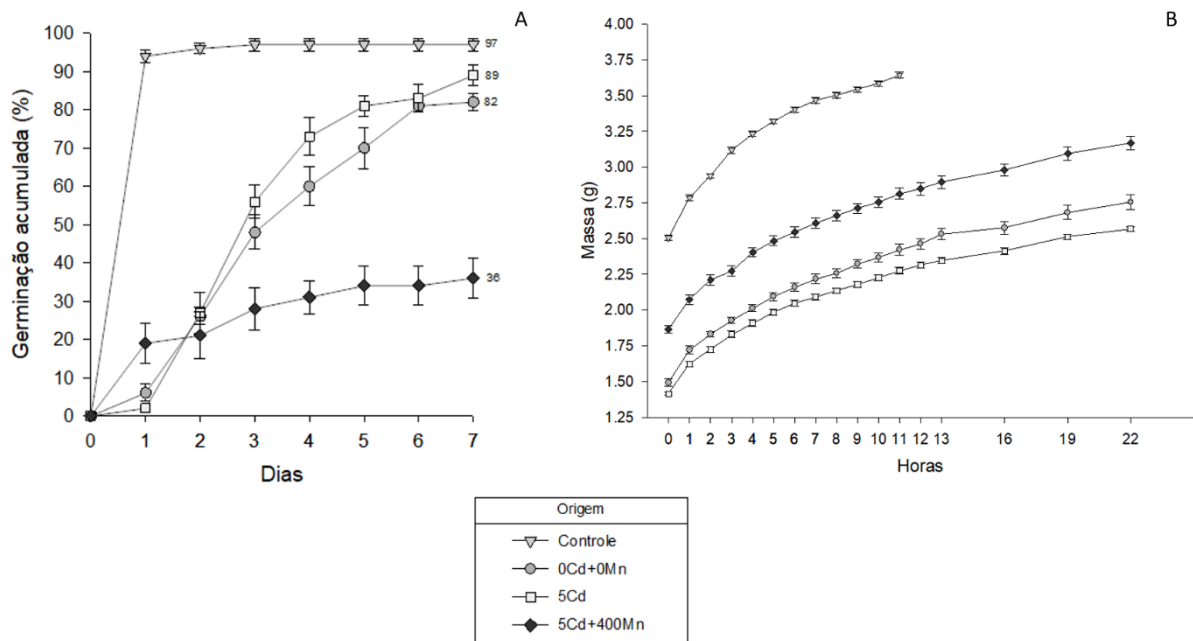 A
Germinação acumulada (%)
100
90
80
70
60
50
40
30
20
10
0
97
89
82
36
0 1 2 3 4 5 6 7
Dias
B
Massa (g)
4.00
3.75
3.50
3.25
3.00
2.75
2.50
2.25
2.00
1.75
1.50
1.25
0 1 2 3 4 5 6 7 8 9 10 11 12 13 16 19 22
Horas
Origem
Controle
0Cd+0Mn
5Cd
5Cd+400Mn